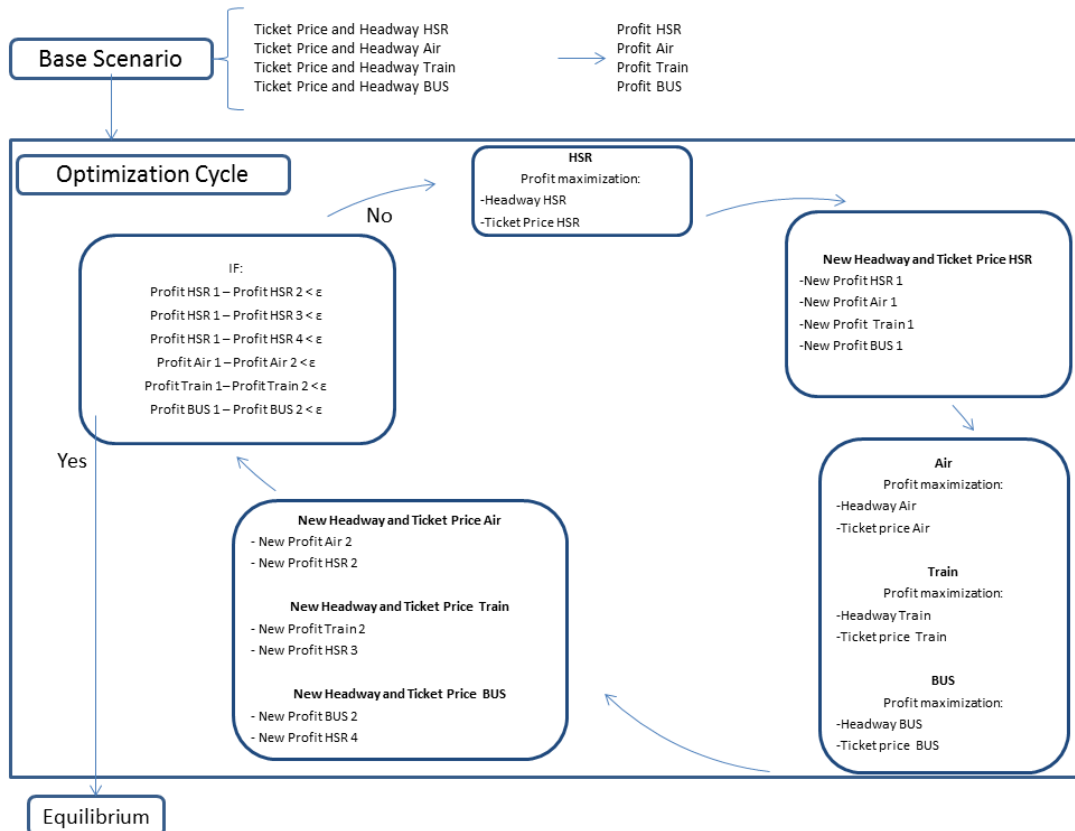 Base Scenario
Ticket Price and Headway HSR
Ticket Price and Headway Air
Ticket Price and Headway Train
Ticket Price and Headway BUS
Profit HSR
Profit Air
Profit Train
Profit BUS
Optimization Cycle
No
HSR
Profit maximization:
-Headway HSR
-Ticket Price HSR
New Headway and Ticket Price HSR
-New Profit HSR 1
-New Profit Air 1
-New Profit Train 1
-New Profit BUS 1
Air
Profit maximization:
-Headway Air
-Ticket price Air
Train
Profit maximization:
-Headway Train
-Ticket price Train
BUS
Profit maximization:
-Headway BUS
-Ticket price BUS
New Headway and Ticket Price Air
- New Profit Air 2
- New Profit HSR 2
New Headway and Ticket Price Train
- New Profit Train 2
- New Profit HSR 3
New Headway and Ticket Price BUS
- New Profit BUS 2
- New Profit HSR 4
IF:
Profit HSR 1 – Profit HSR 2 < ε
Profit HSR 1 – Profit HSR 3 < ε
Profit HSR 1 – Profit HSR 4 < ε
Profit Air 1 – Profit Air 2 < ε
Profit Train 1 – Profit Train 2 < ε
Profit BUS 1 – Profit BUS 2 < ε
Yes
Equilibrium